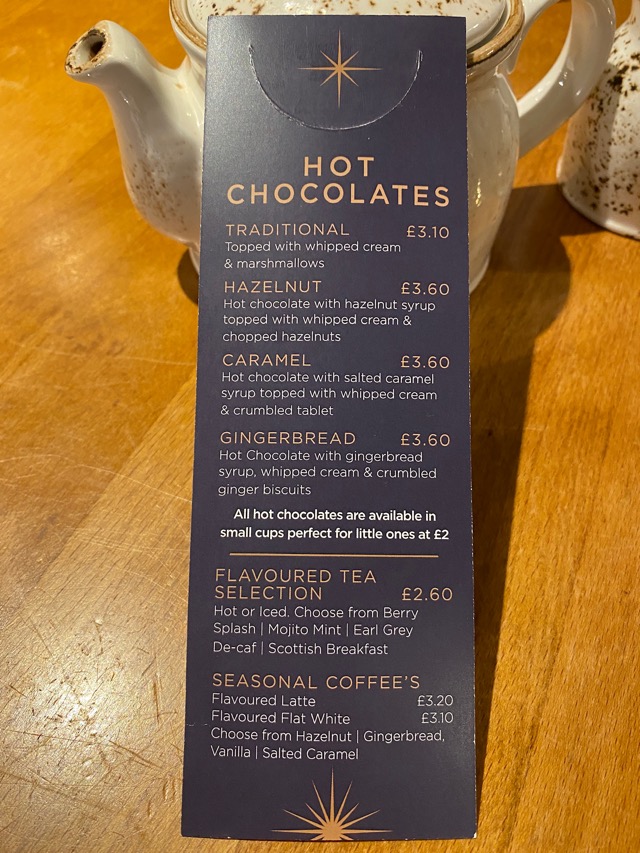 HOT
CHOCOLATES
TRADITIONAL £3.10
Topped with whipped cream
& marshmallows
HAZELNUT £3.60
Hot chocolate with hazelnut syrup
topped with whipped cream &
chopped hazelnuts
CARAMEL £3.60
Hot chocolate with salted caramel
syrup topped with whipped cream
& crumbled tablet
GINGERBREAD £3.60
Hot Chocolate with gingerbread
syrup, whipped cream & crumbled
ginger biscuits
All hot chocolates are available in
small cups perfect for little ones at £2
FLAVOURED TEA
SELECTION £2.60
Hot or Iced. Choose from Berry
Splash | Mojito Mint | Earl Grey
De-caf | Scottish Breakfast
SEASONAL COFFEE'S
Flavoured Latte £3.20
Flavoured Flat White £3.10
Choose from Hazelnut | Gingerbread,
Vanilla | Salted Caramel